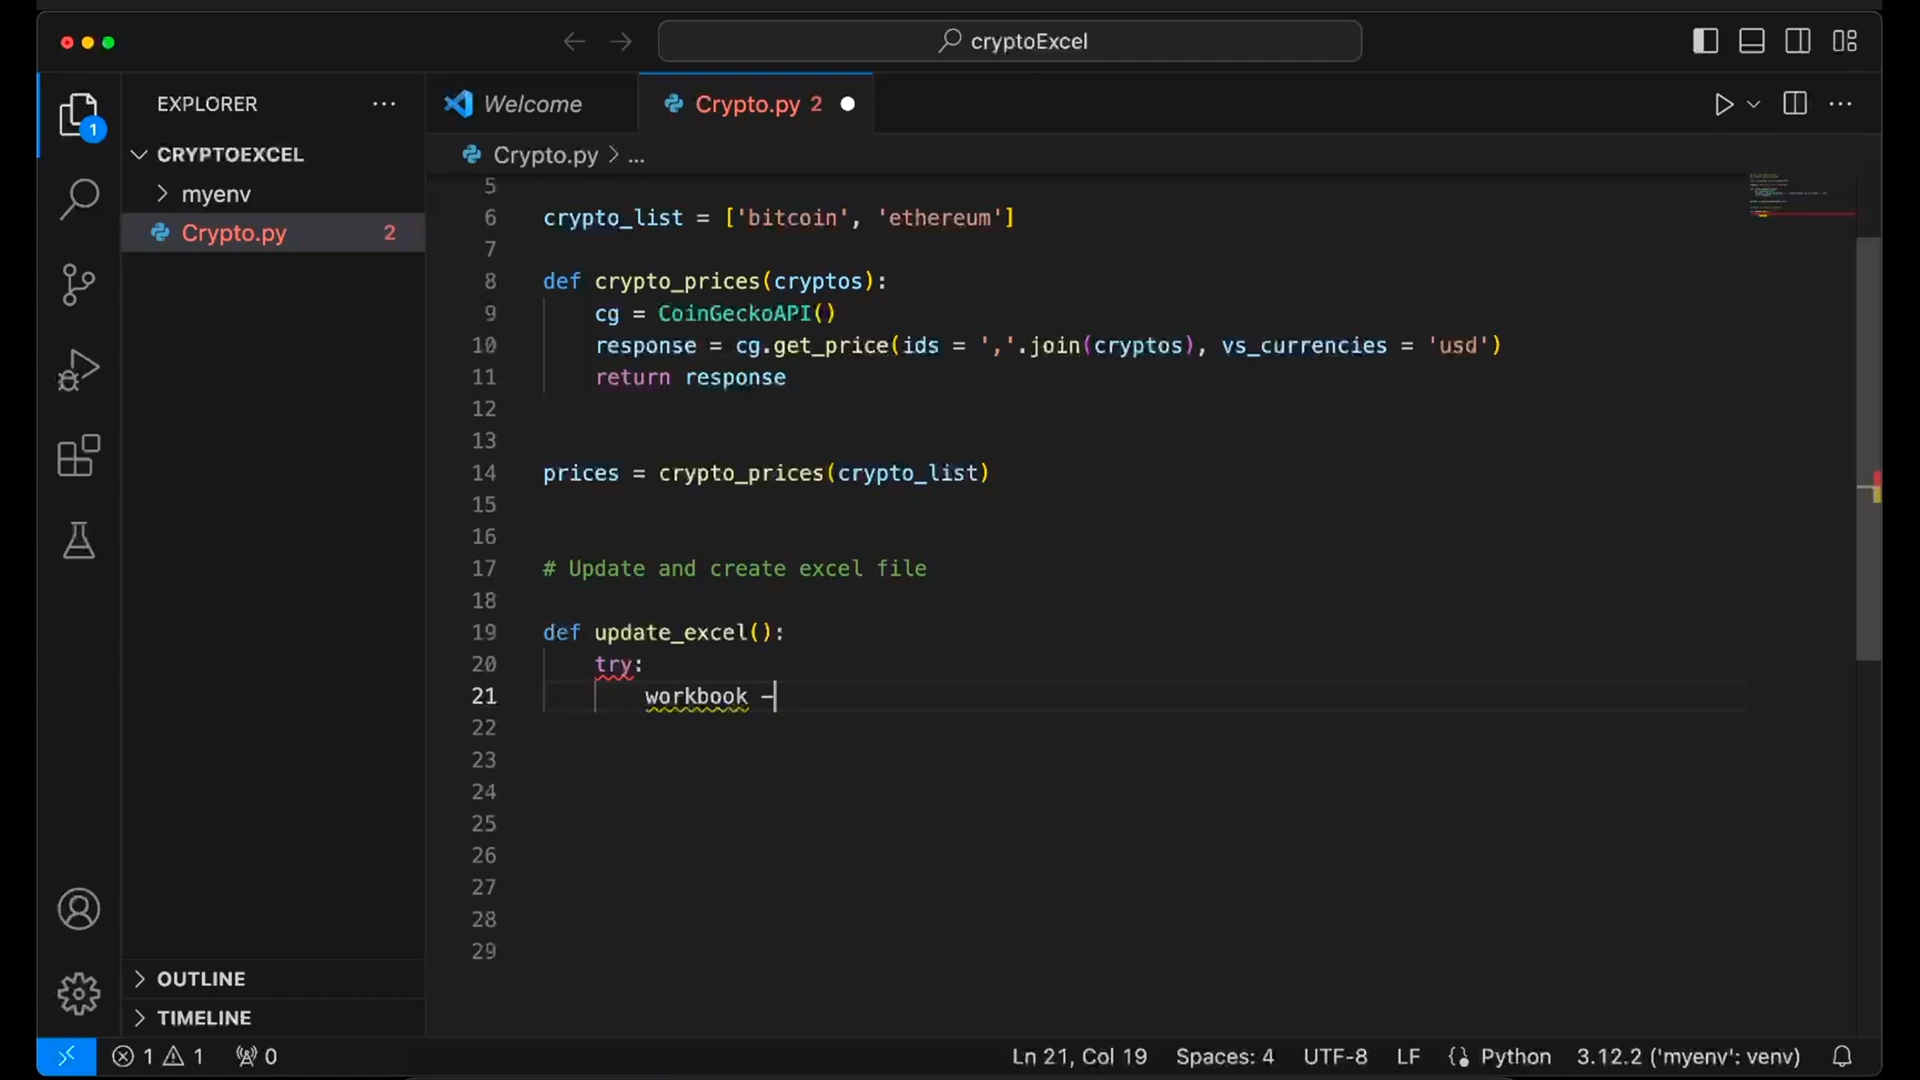 cryptoExcel
EXPLORER
Welcome
Crypto.py 2
1
CRYPTOEXCEL
myenv
Crypto.py 2
Crypto.py > ...
5
6 crypto_list = ['bitcoin', 'ethereum']
7
8 def crypto_prices(cryptos):
9 cg = CoinGeckoAPI()
10 response = cg.get_price(ids = ','.join(cryptos), vs_currencies = 'usd')
11 return response
12
13
14 prices = crypto_prices(crypto_list)
15
16
17 # Update and create excel file
18
19 def update_excel():
20 try:
21 workbook -
22
23
24
25
26
27
28
29
OUTLINE
TIMELINE
1 1 0 Ln 21, Col 19 Spaces: 4 UTF-8 LF Python 3.12.2 ('myenv': venv)